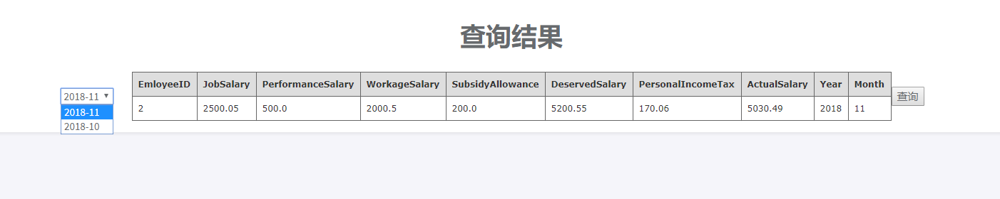 查询结果
2018-11
2018-11
2018-10
EmloyeeID JobSalary PerformanceSalary WorkageSalary SubsidyAllowance DeservedSalary PersonalIncomeTax ActualSalary Year Month
2 2500.05 500.0 2000.5 200.0 5200.55 170.06 5030.49 2018 11
查询